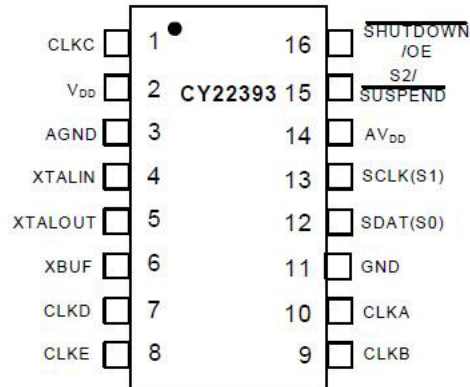 CLKC 1 16 SHUTDOWN
/OE
VDD 2 CY22393 15 S2/
SUSPEND
AGND 3 14 AVDD
XTALIN 4 13 SCLK(S1)
XTALOUT 5 12 SDAT(S0)
XBUF 6 11 GND
CLKD 7 10 CLKA
CLKE 8 9 CLKB